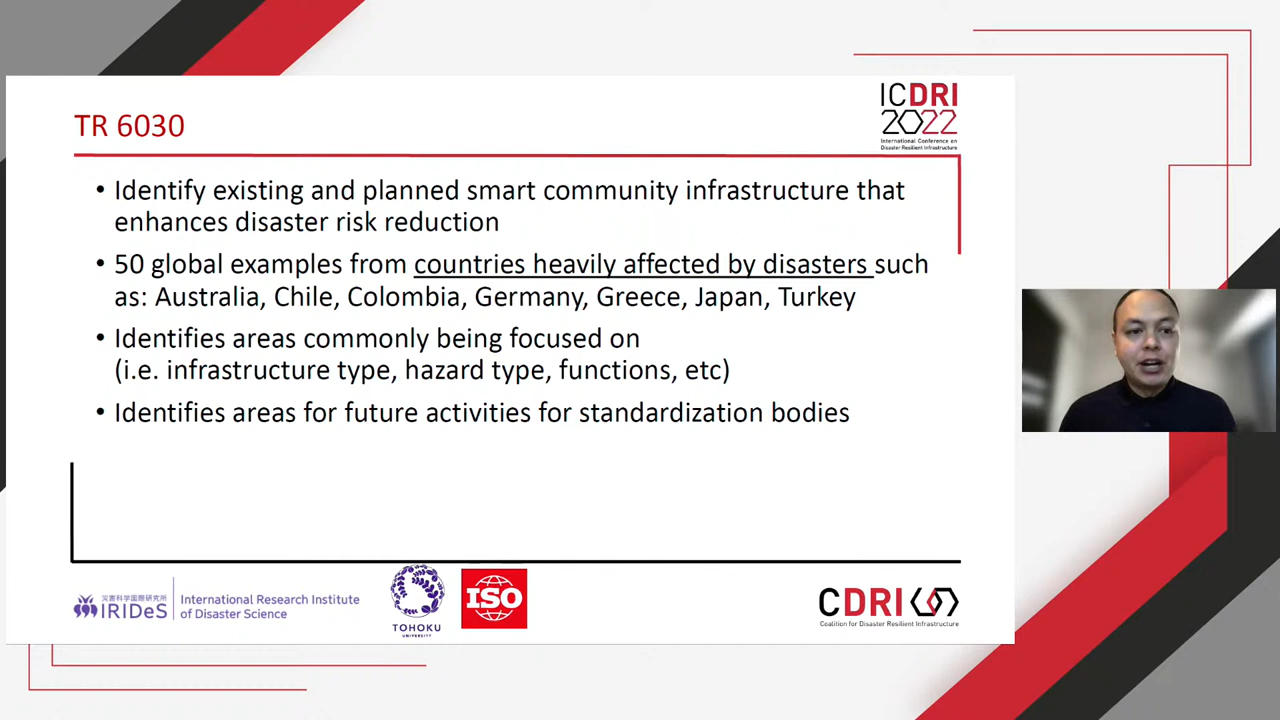 ICDRI
2022
International Conference on
Disaster Resilient Infrastructure
TR 6030
• Identify existing and planned smart community infrastructure that
enhances disaster risk reduction
• 50 global examples from countries heavily affected by disasters such
as: Australia, Chile, Colombia, Germany, Greece, Japan, Turkey
• Identifies areas commonly being focused on
(i.e. infrastructure type, hazard type, functions, etc)
• Identifies areas for future activities for standardization bodies
災害科学国際研究所
IRIDeS
International Research Institute
of Disaster Science
TOHOKU
UNIVERSITY
ISO
CDRI
Coalition for Disaster Resilient Infrastructure